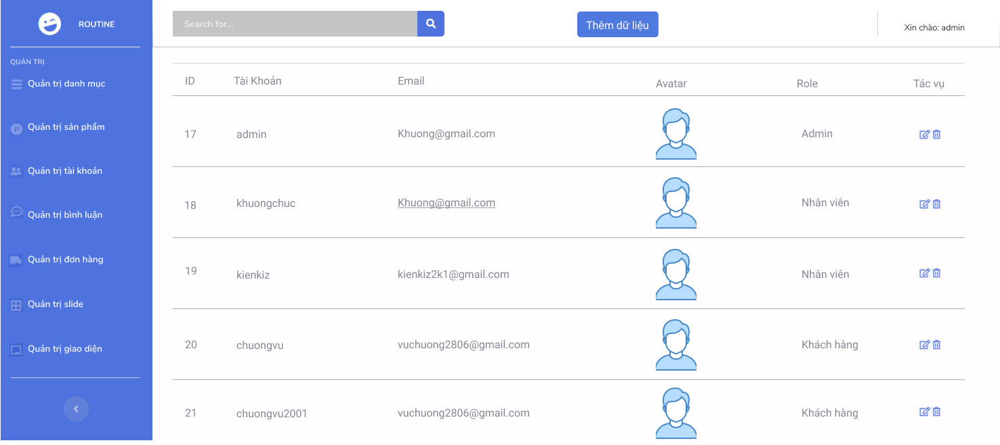 ROUTINE
Search for...
Thêm dữ liệu
Xin chào: admin
QUẢN TRỊ
Quản trị danh mục
Quản trị sản phẩm
Quản trị tài khoản
Quản trị bình luận
Quản trị đơn hàng
Quản trị slide
Quản trị giao diện
ID Tài Khoản Email Avatar Role Tác vụ
17 admin Khuong@gmail.com Admin
18 khuongchuc Khuong@gmail.com Nhân viên
19 kienkiz kienkiz2k1@gmail.com Nhân viên
20 chuongvu vuchuong2806@gmail.com Khách hàng
21 chuongvu2001 vuchuong2806@gmail.com Khách hàng